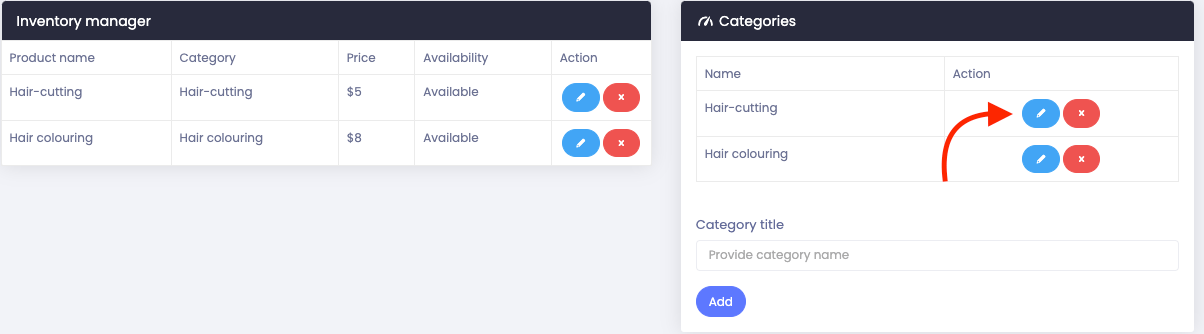 Inventory manager
Product name Category Price Availability Action
Hair-cutting Hair-cutting $5 Available
Hair colouring Hair colouring $8 Available
Categories
Name Action
Hair-cutting
Hair colouring
Category title
Provide category name
Add